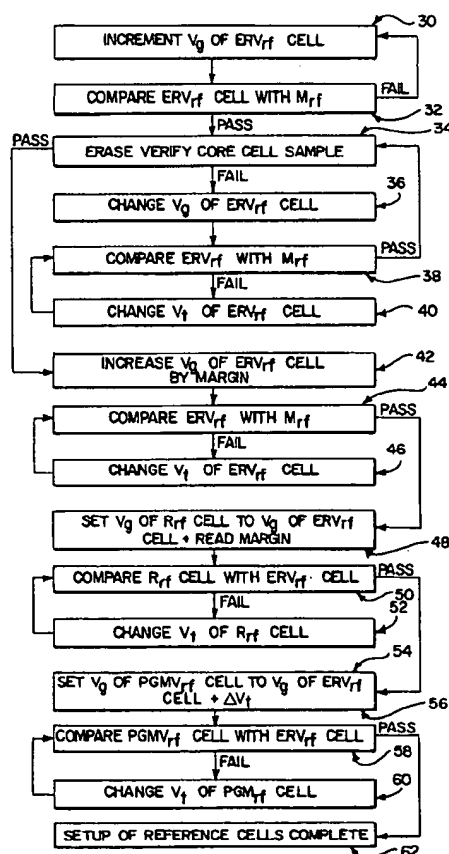 30
INCREMENT Vg OF ERVrf CELL
FAIL
COMPARE ERVrf CELL WITH Mrf
32
PASS
34
PASS
ERASE VERIFY CORE CELL SAMPLE
FAIL
36
CHANGE Vg OF ERVrf CELL
COMPARE ERVrf WITH Mrf
PASS
38
FAIL
CHANGE Vt OF ERVrf CELL
40
42
INCREASE Vg OF ERVrf CELL
BY MARGIN
44
COMPARE ERVrf WITH Mrf
PASS
FAIL
46
CHANGE Vt OF ERVrf CELL
SET Vg OF Rrf CELL TO Vg OF ERVrf
CELL + READ MARGIN
48
COMPARE Rrf CELL WITH ERVrf CELL
PASS
50
FAIL
52
CHANGE Vt OF Rrf CELL
54
SET Vg OF PGMVrf CELL TO Vg OF ERVrf
CELL + ΔVt
56
COMPARE PGMVrf CELL WITH ERVrf CELL
PASS
58
FAIL
60
CHANGE Vt OF PGMrf CELL
SETUP OF REFERENCE CELLS COMPLETE
62